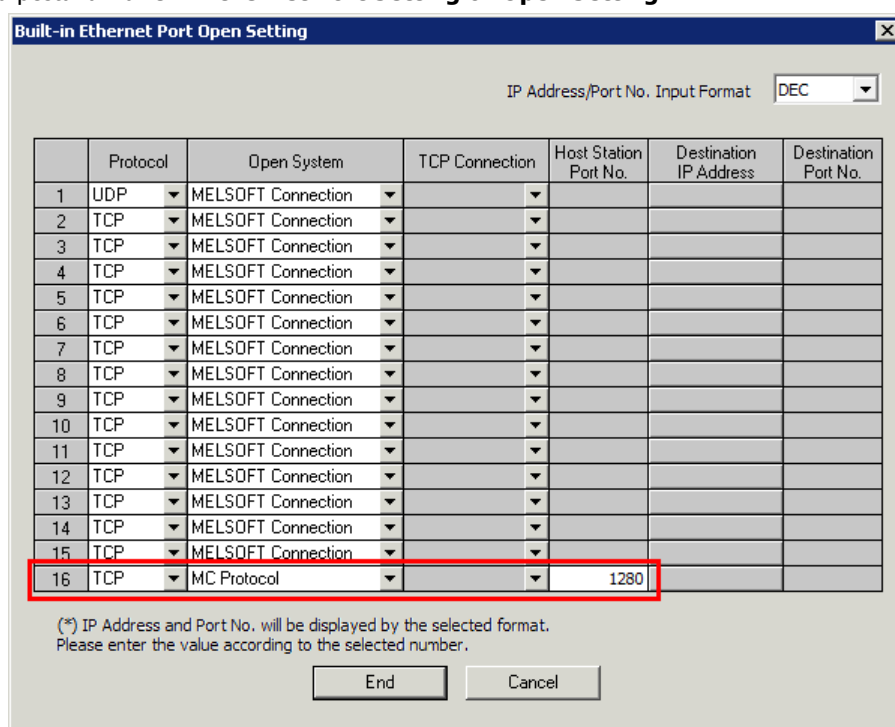 Built-in Ethernet Port Open Setting
IP Address/Port No. Input Format DEC
Protocol Open System TCP Connection Host Station Port No. Destination IP Address Destination Port No.
1 UDP MELSOFT Connection
2 TCP MELSOFT Connection
3 TCP MELSOFT Connection
4 TCP MELSOFT Connection
5 TCP MELSOFT Connection
6 TCP MELSOFT Connection
7 TCP MELSOFT Connection
8 TCP MELSOFT Connection
9 TCP MELSOFT Connection
10 TCP MELSOFT Connection
11 TCP MELSOFT Connection
12 TCP MELSOFT Connection
13 TCP MELSOFT Connection
14 TCP MELSOFT Connection
15 TCP MELSOFT Connection
16 TCP MC Protocol 1280
(*) IP Address and Port No. will be displayed by the selected format.
Please enter the value according to the selected number.
End Cancel